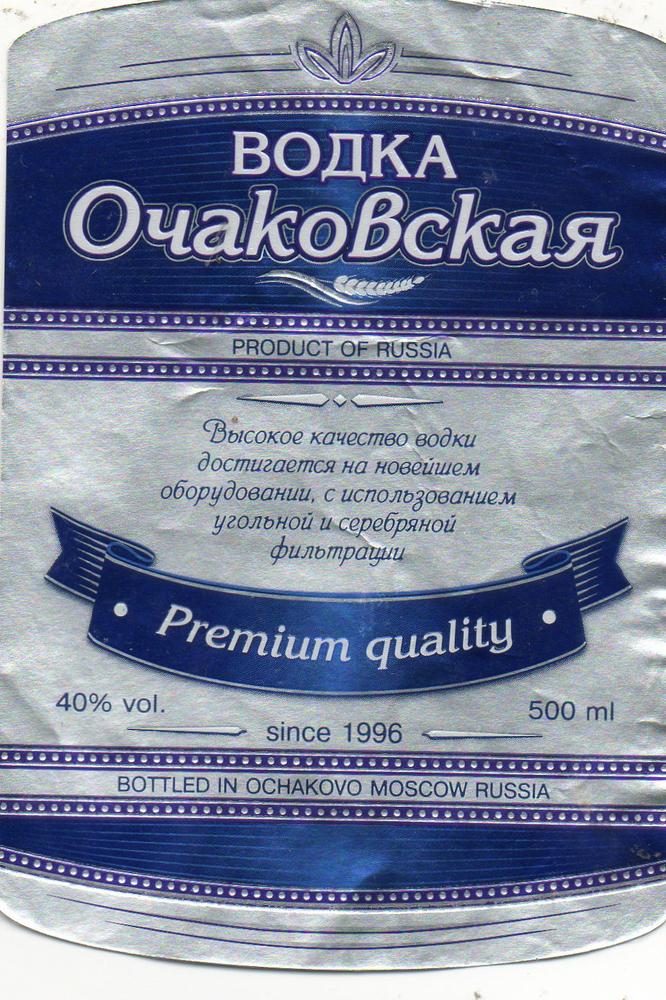 ВОДКА
Очаковская
PRODUCT OF RUSSIA
Высокое качество водки
достигается на новейшем
оборудовании, с использованием
угольной и серебряной
фильтрации
• Premium quality •
40% vol.
500 ml
since 1996
BOTTLED IN OCHAKOVO MOSCOW RUSSIA